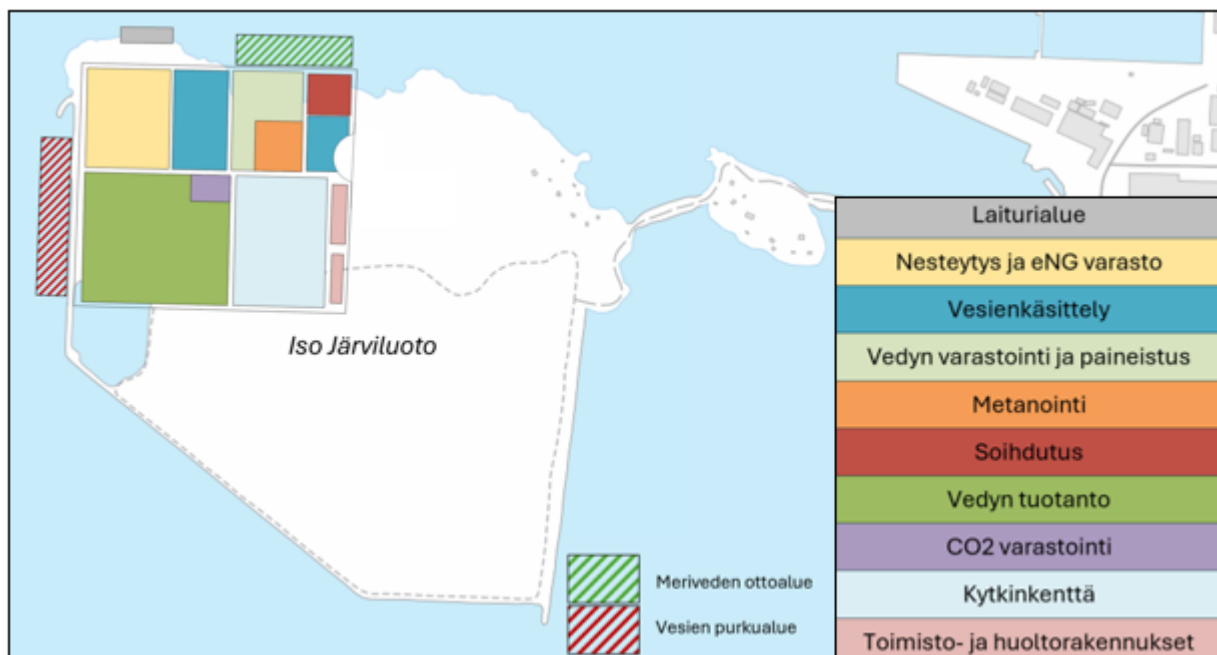 Iso Järviluoto
Meriveden ottoalue
Vesien purkualue
Laiturialue
Nesteytys ja eNG varasto
Vesienkäsittely
Vedyn varastointi ja paineistus
Metanointi
Soihdutus
Vedyn tuotanto
CO2 varastointi
Kytkinkenttä
Toimisto- ja huoltorakennukset